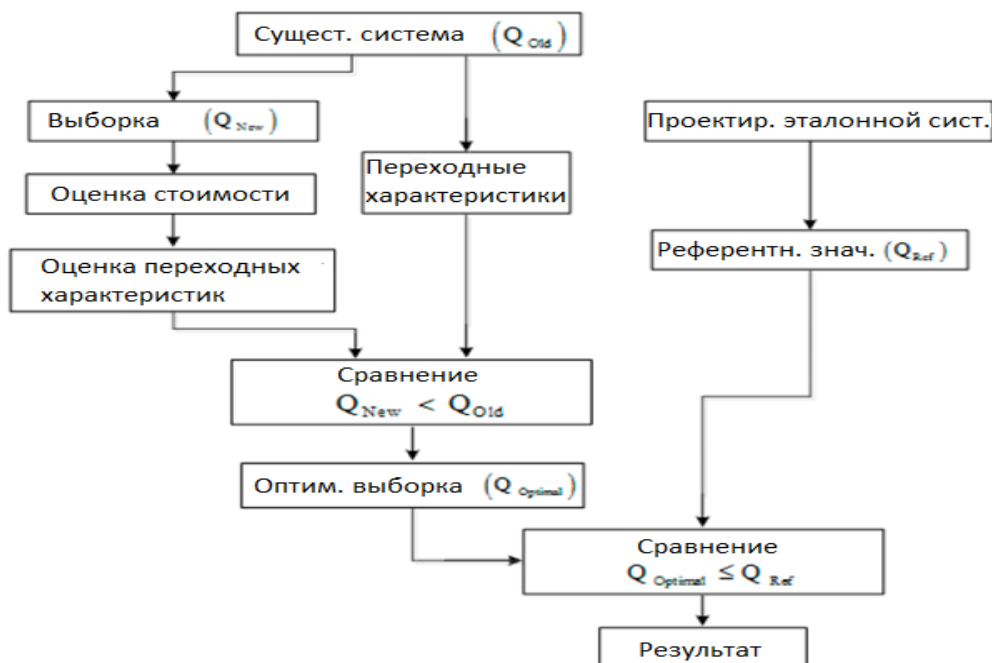 Сущест. система (Q Old)
Выборка (Q New)
Проектир. эталонной сист.
Переходные
характеристики
Оценка стоимости
Референтн. знач. (Q Ref)
Оценка переходных
характеристик
Сравнение
Q New < Q Old
Оптим. выборка (Q Optimal)
Сравнение
Q Optimal ≤ Q Ref
Результат